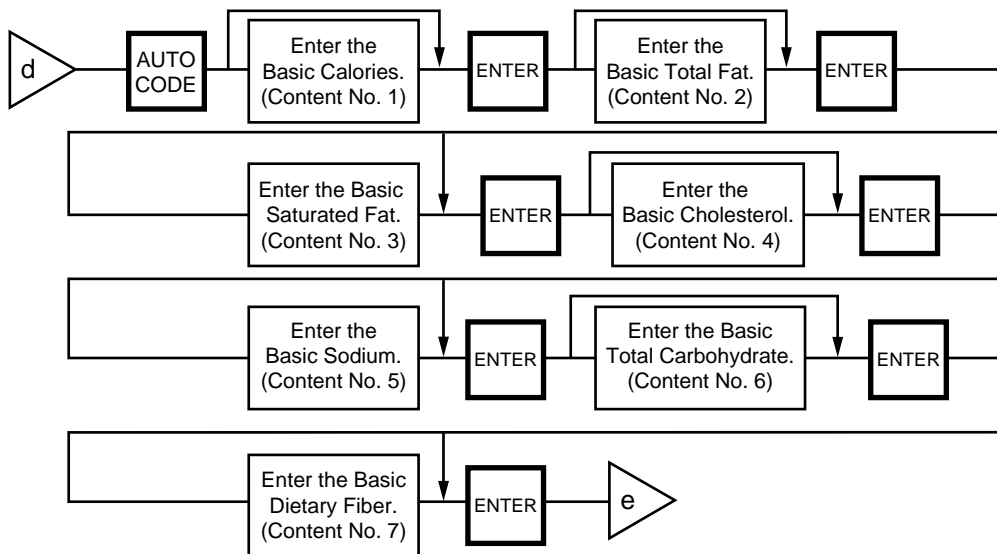 d
AUTO
CODE
Enter the
Basic Calories.
(Content No. 1)
ENTER
Enter the
Basic Total Fat.
(Content No. 2)
ENTER
Enter the Basic
Saturated Fat.
(Content No. 3)
ENTER
Enter the
Basic Cholesterol.
(Content No. 4)
ENTER
Enter the
Basic Sodium.
(Content No. 5)
ENTER
Enter the Basic
Total Carbohydrate.
(Content No. 6)
ENTER
Enter the Basic
Dietary Fiber.
(Content No. 7)
ENTER
e